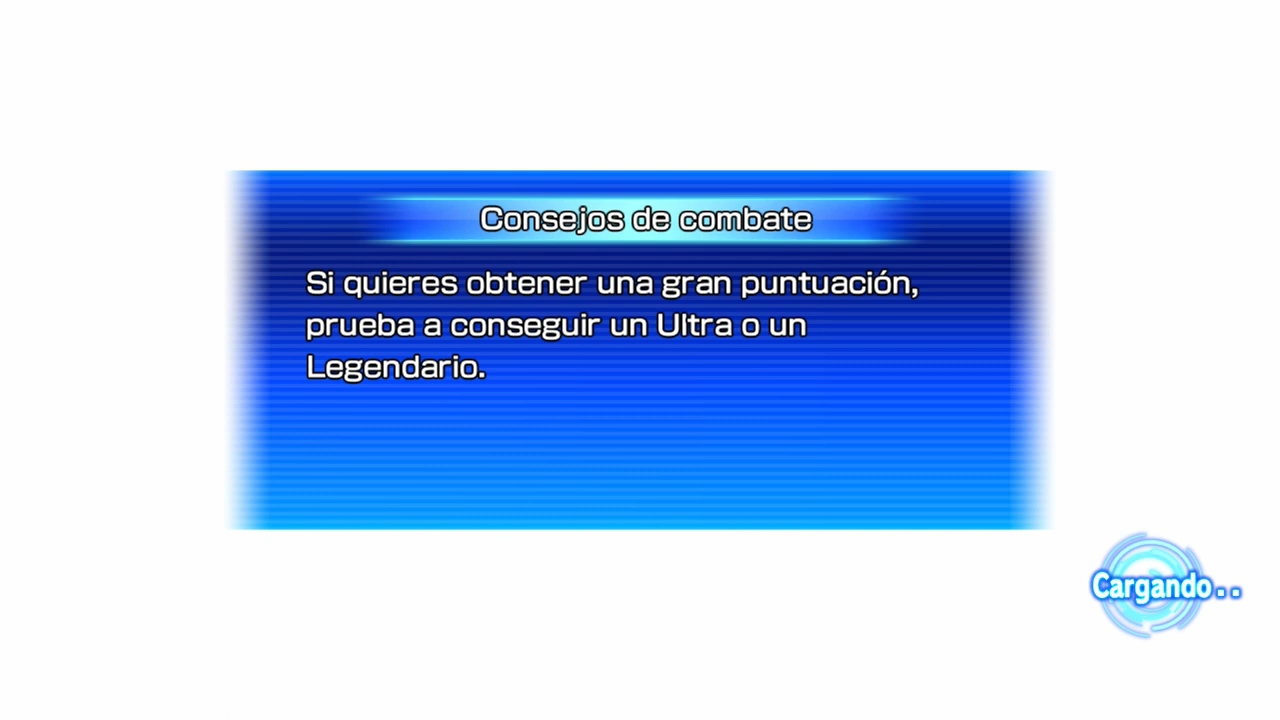 Consejos de combate
Si quieres obtener una gran puntuación,
prueba a conseguir un Ultra o un
Legendario.
Cargando..